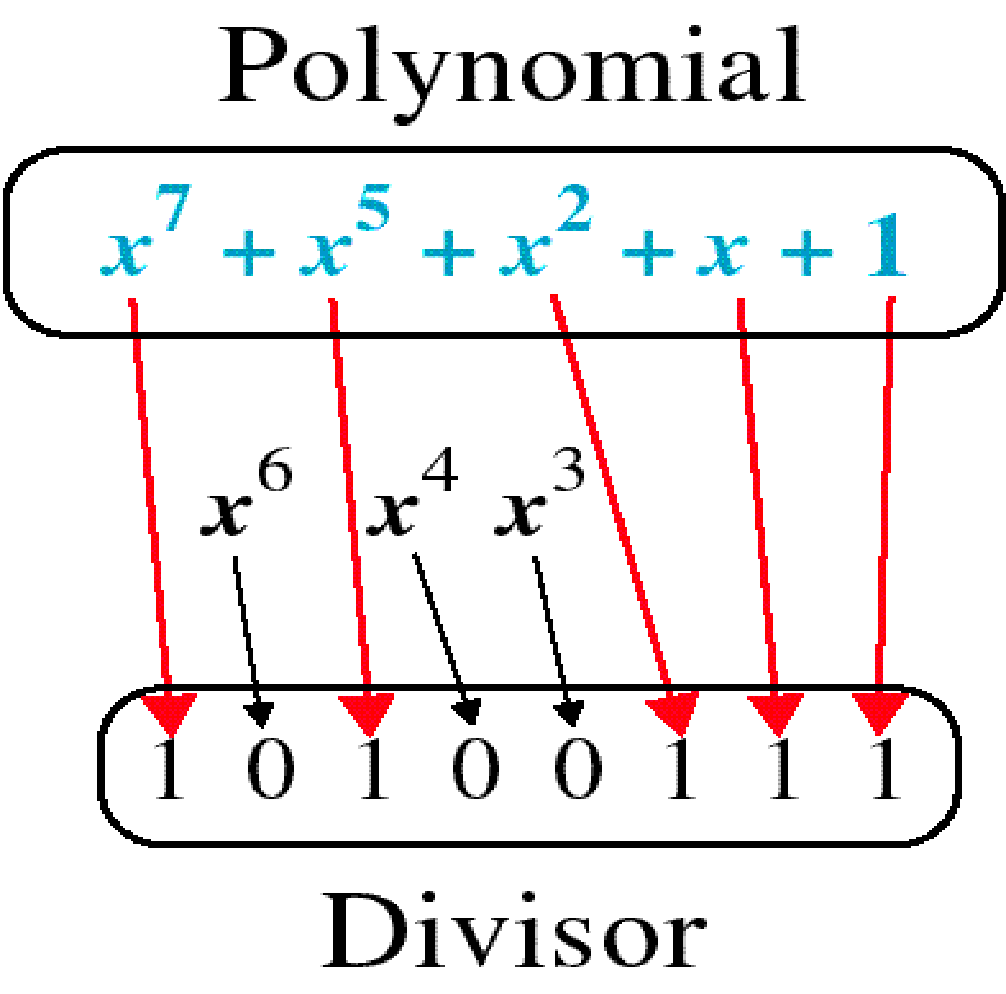 Polynomial
x⁷ + x⁵ + x² + x + 1
x⁶ x⁴ x³
1 0 1 0 0 1 1 1
Divisor